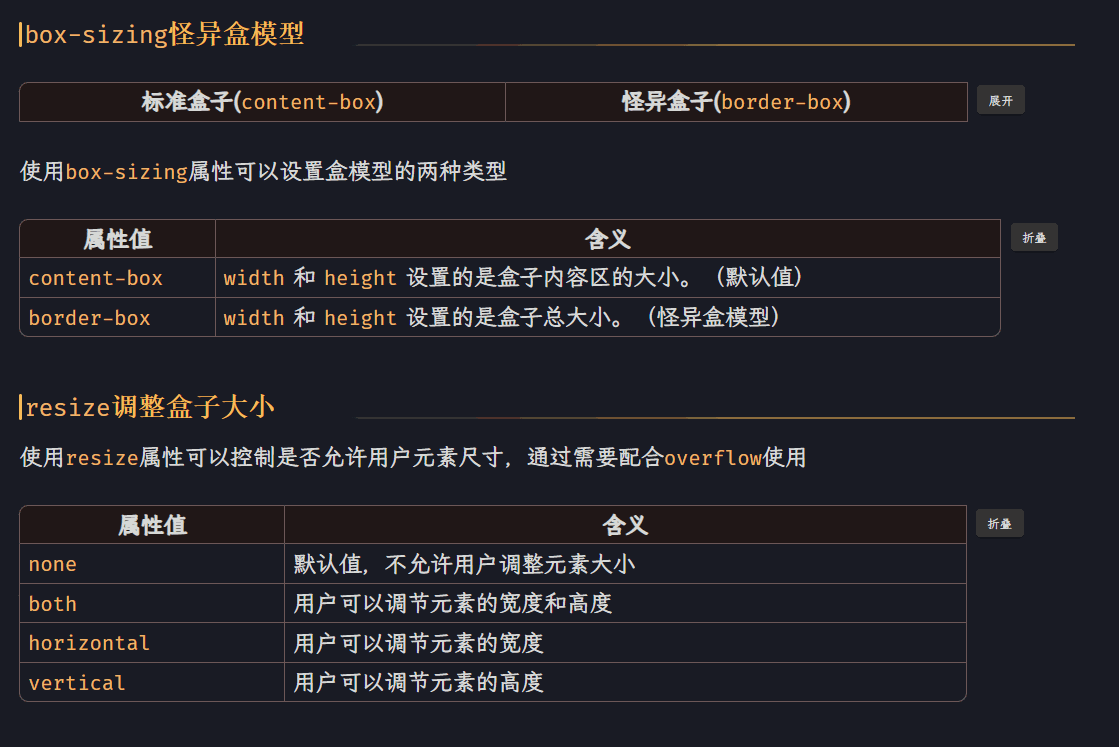 box-sizing怪异盒模型
标准盒子(content-box) 怪异盒子(border-box) 展开
使用box-sizing属性可以设置盒模型的两种类型
属性值 含义 折叠
content-box width 和 height 设置的是盒子内容区的大小。（默认值）
border-box width 和 height 设置的是盒子总大小。（怪异盒模型）
resize调整盒子大小
使用resize属性可以控制是否允许用户元素尺寸，通过需要配合overflow使用
属性值 含义 折叠
none 默认值，不允许用户调整元素大小
both 用户可以调节元素的宽度和高度
horizontal 用户可以调节元素的宽度
vertical 用户可以调节元素的高度